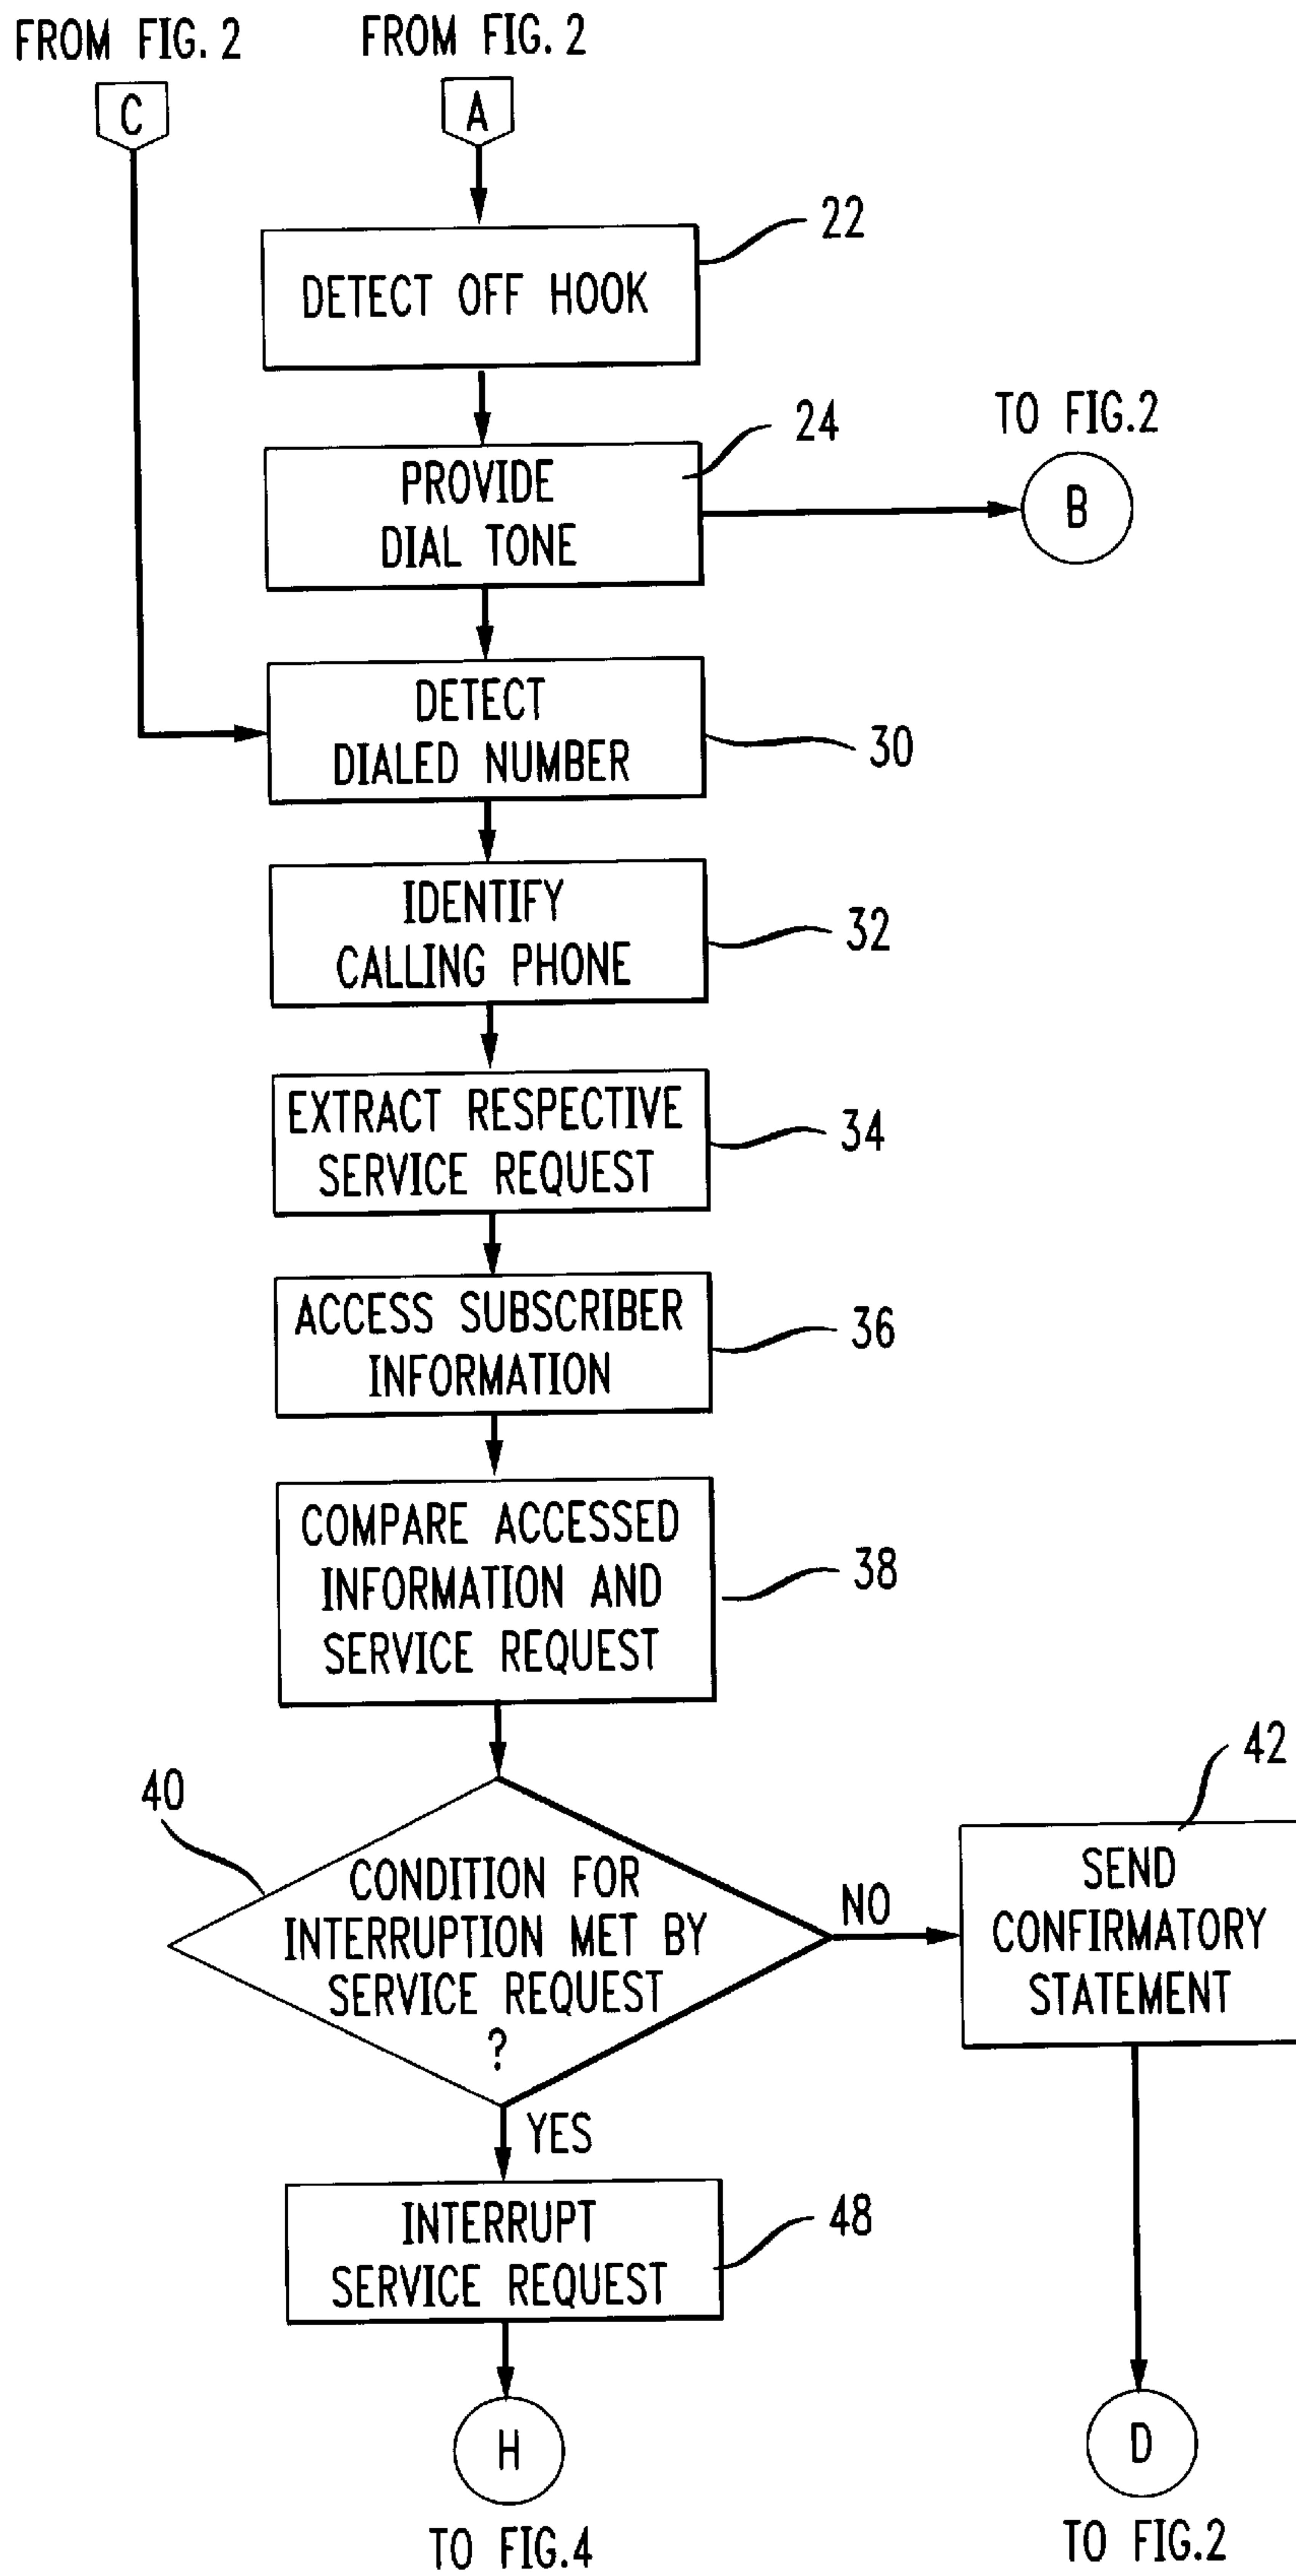 FROM FIG. 2
FROM FIG. 2
C
A
22
DETECT OFF HOOK
24
TO FIG.2
PROVIDE
DIAL TONE
B
DETECT
DIALED NUMBER
30
IDENTIFY
CALLING PHONE
32
EXTRACT RESPECTIVE
SERVICE REQUEST
34
ACCESS SUBSCRIBER
INFORMATION
36
COMPARE ACCESSED
INFORMATION AND
SERVICE REQUEST
38
40
CONDITION FOR
INTERRUPTION MET BY
SERVICE REQUEST
?
NO
42
SEND
CONFIRMATORY
STATEMENT
YES
INTERRUPT
SERVICE REQUEST
48
H
D
TO FIG.4
TO FIG.2